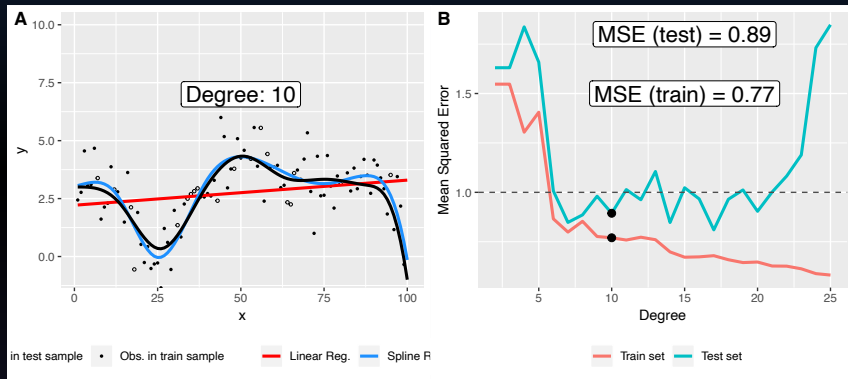 A
10.0
7.5
5.0
2.5
0.0
y
Degree: 10
0
25
50
75
100
x
in test sample
Obs. in train sample
Linear Reg.
Spline R
B
MSE (test) = 0.89
MSE (train) = 0.77
Mean Squared Error
1.5
1.0
5
10
15
20
25
Degree
Train set
Test set